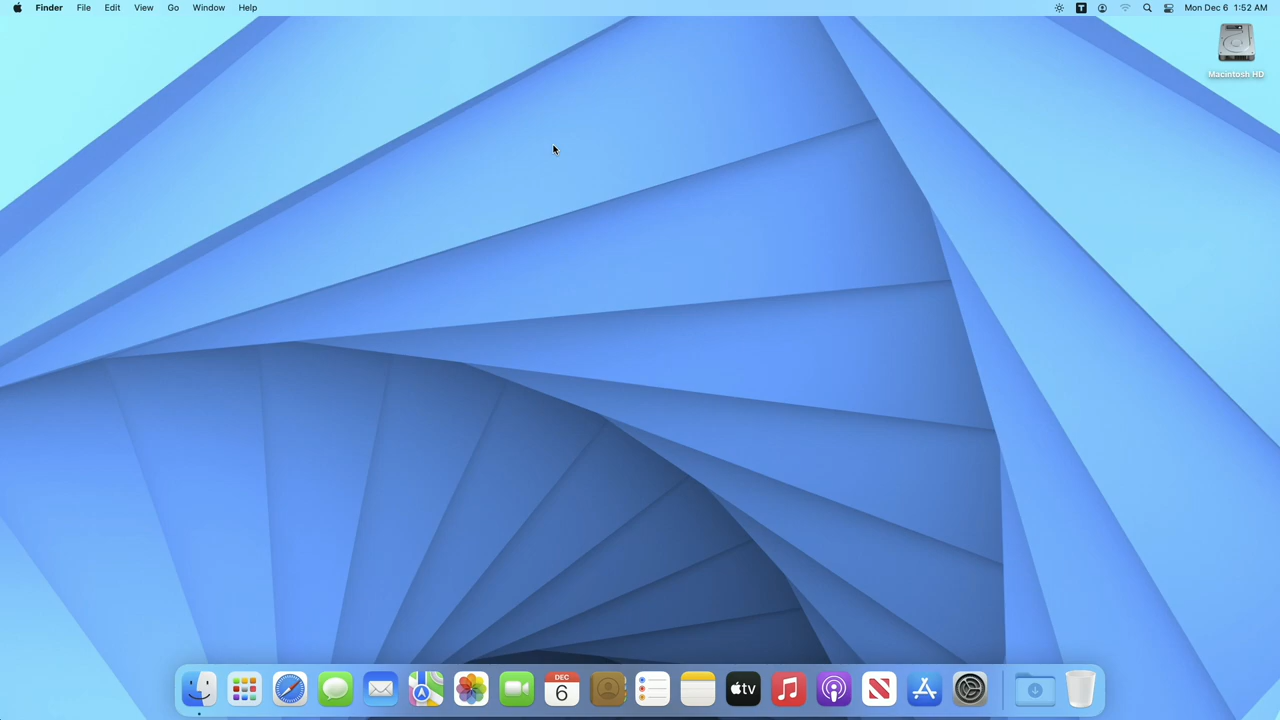 Finder File Edit View Go Window Help T Mon Dec 6 1:52 AM
Macintosh HD
DEC
6
tv